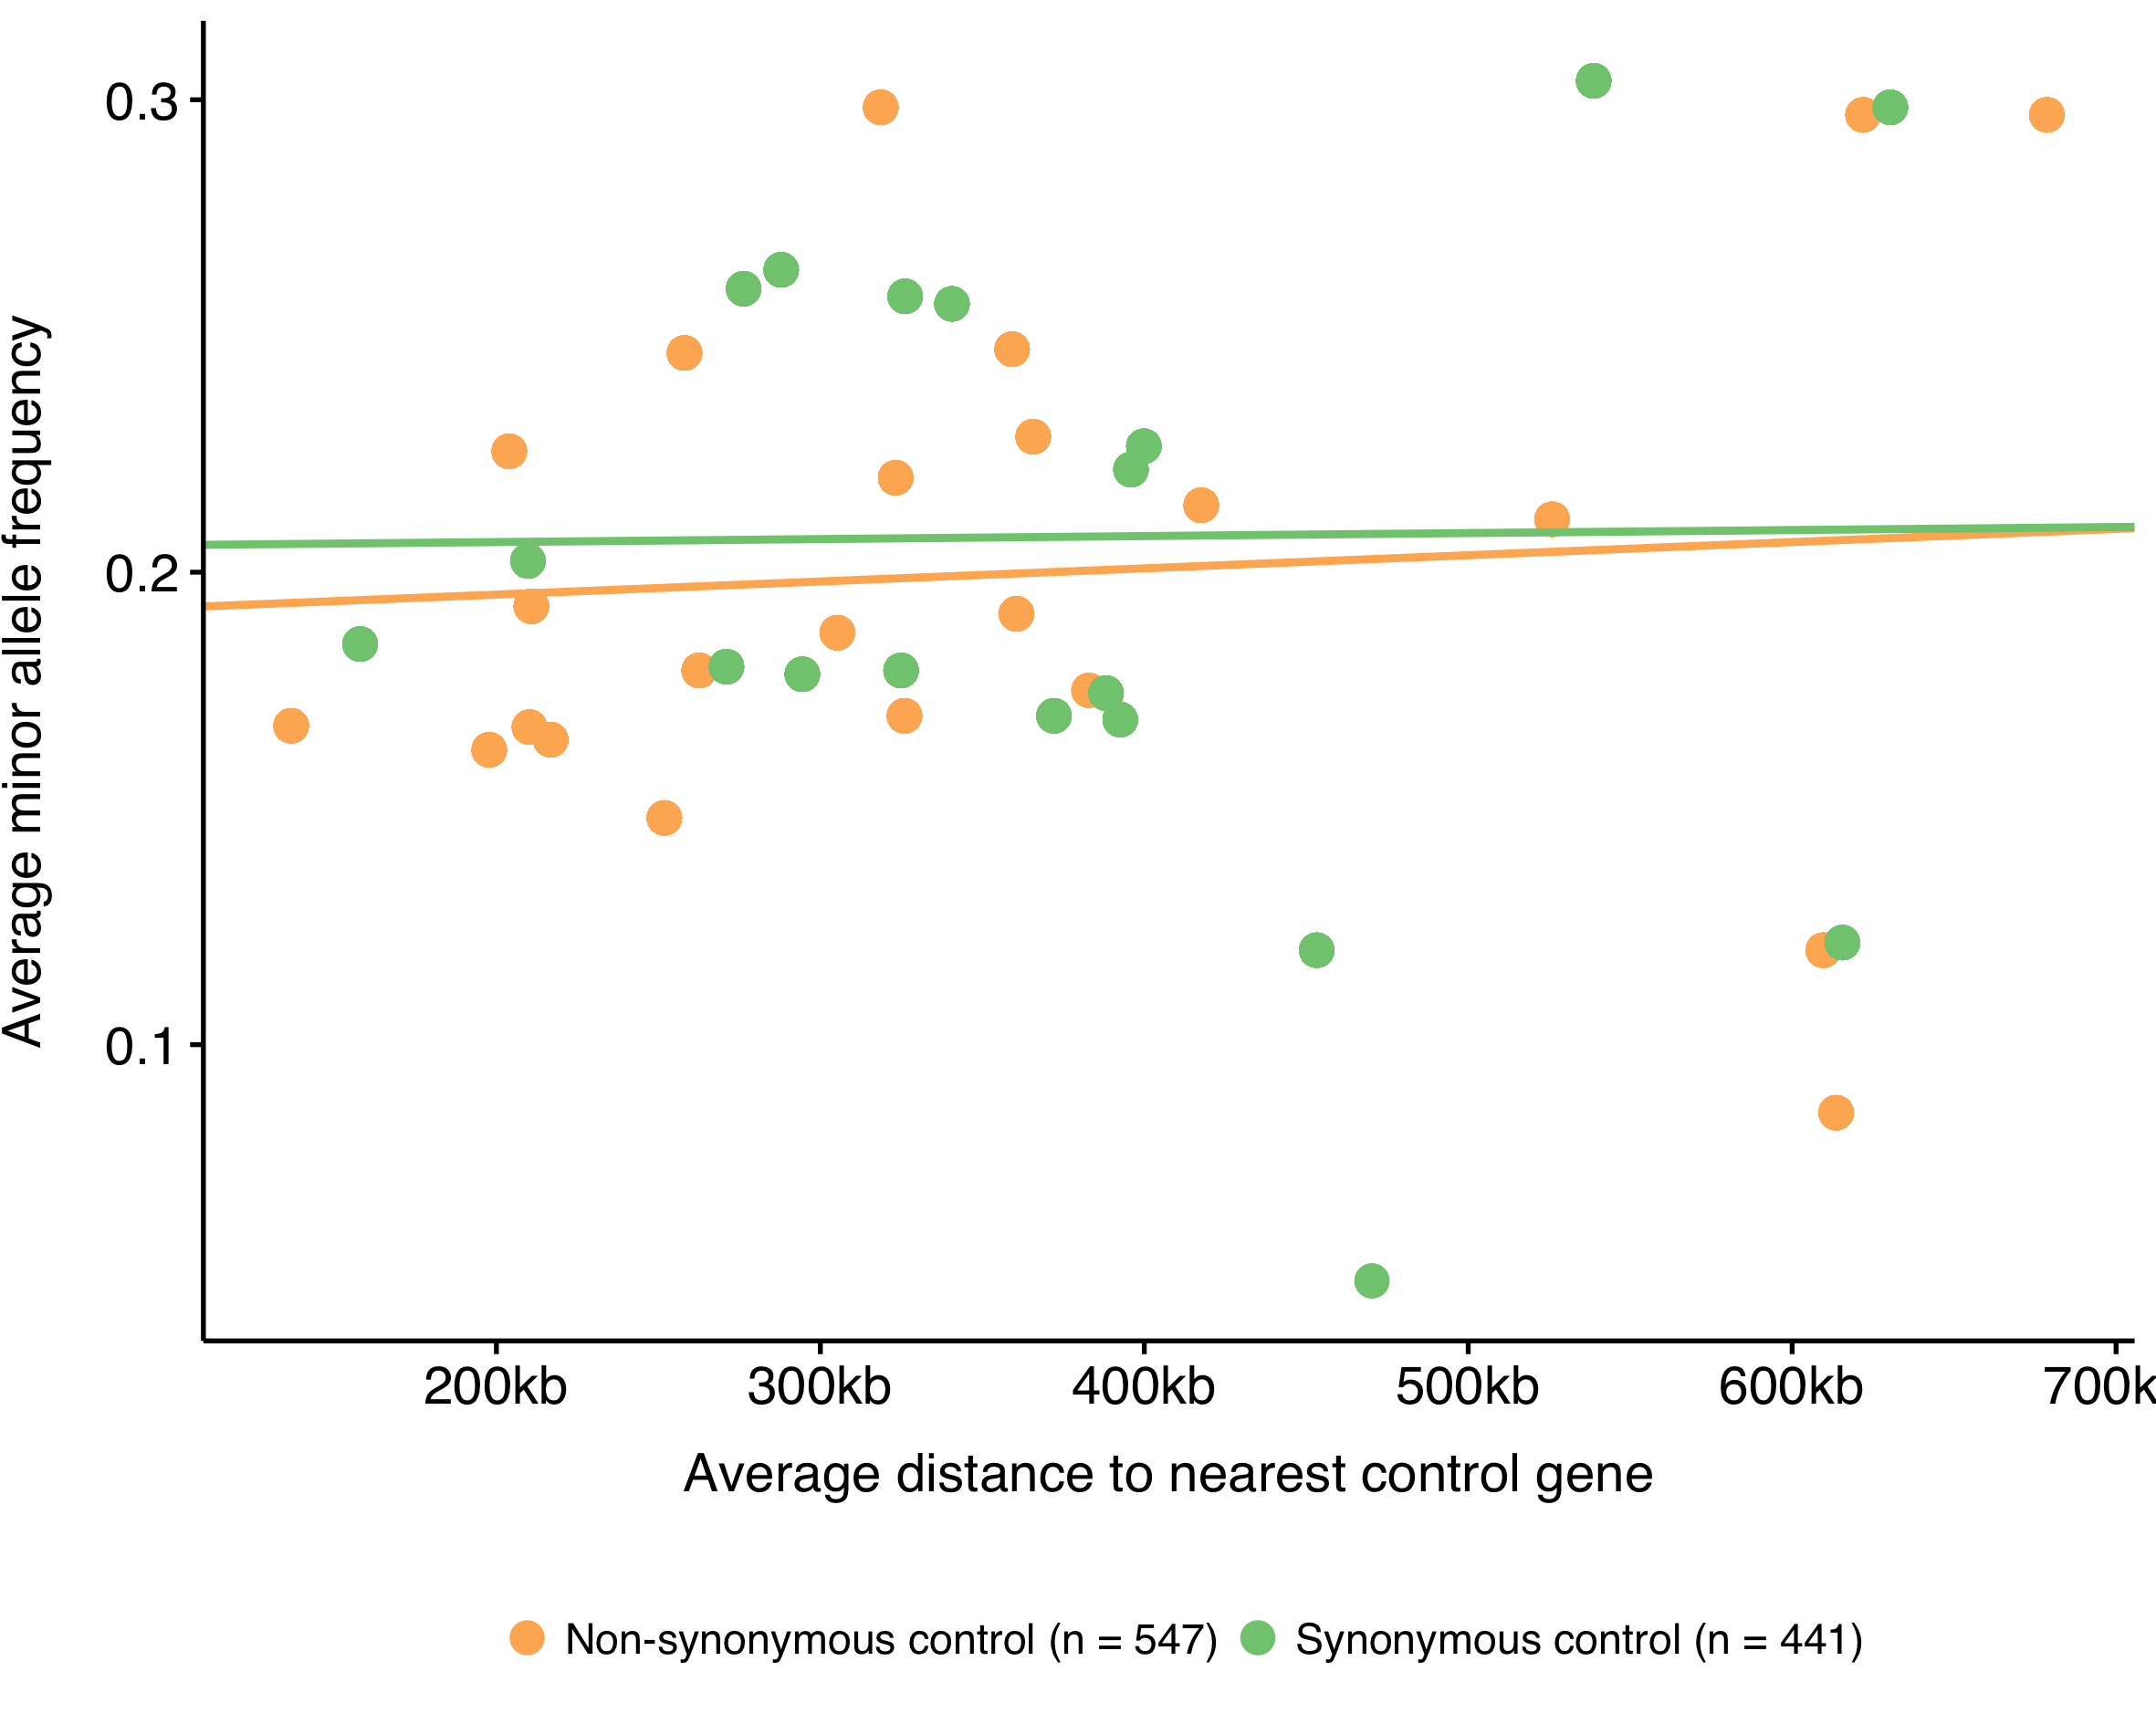 Average minor allele frequency
0.3
0.2
0.1
200kb 300kb 400kb 500kb 600kb 700k
Average distance to nearest control gene
Non-synonymous control (n = 547) Synonymous control (n = 441)